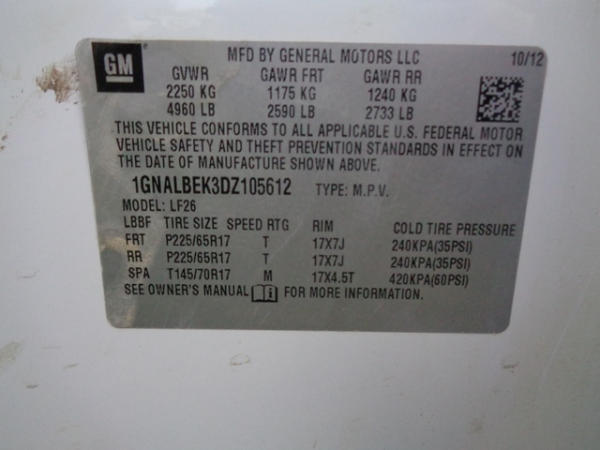 GM
MFD BY GENERAL MOTORS LLC 10/12
GVWR GAWR FRT GAWR RR
2250 KG 1175 KG 1240 KG
4960 LB 2590 LB 2733 LB
THIS VEHICLE CONFORMS TO ALL APPLICABLE U.S. FEDERAL MOTOR
VEHICLE SAFETY AND THEFT PREVENTION STANDARDS IN EFFECT ON
THE DATE OF MANUFACTURE SHOWN ABOVE.
1GNALBEK3DZ105612 TYPE: M.P.V.
MODEL: LF26
LBBF TIRE SIZE SPEED RTG RIM COLD TIRE PRESSURE
FRT P225/65R17 T 17X7J 240KPA(35PSI)
RR P225/65R17 T 17X7J 240KPA(35PSI)
SPA T145/70R17 M 17X4.5T 420KPA(60PSI)
SEE OWNER'S MANUAL FOR MORE INFORMATION.